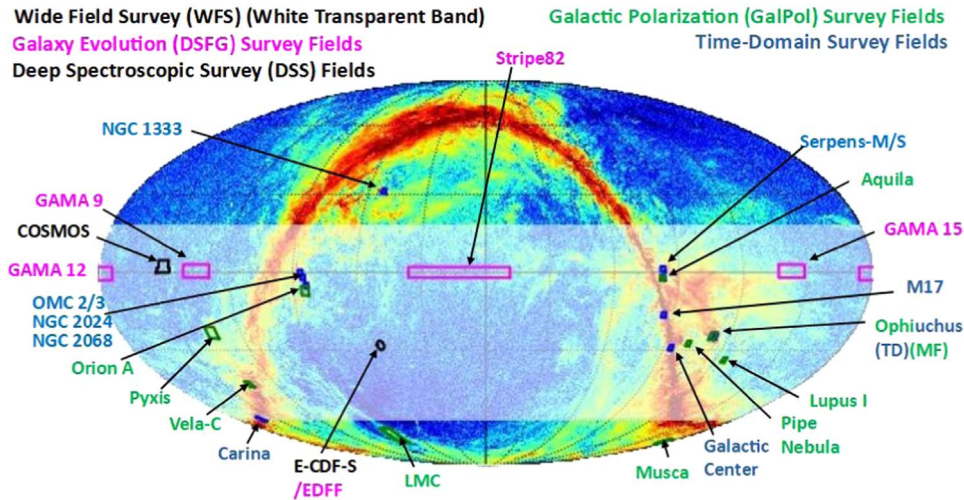 Wide Field Survey (WFS) (White Transparent Band)
Galactic Polarization (GalPol) Survey Fields
Galaxy Evolution (DSFG) Survey Fields
Time-Domain Survey Fields
Deep Spectroscopic Survey (DSS) Fields
Stripe82
NGC 1333
Serpens-M/S
Aquila
GAMA 9
GAMA 15
COSMOS
GAMA 12
M17
OMC 2/3
NGC 2024
NGC 2068
Ophiuchus
(TD)(MF)
Orion A
Pyxis
Lupus I
Vela-C
Pipe
Nebula
Carina
Galactic
Center
E-CDF-S
/EDFF
LMC
Musca